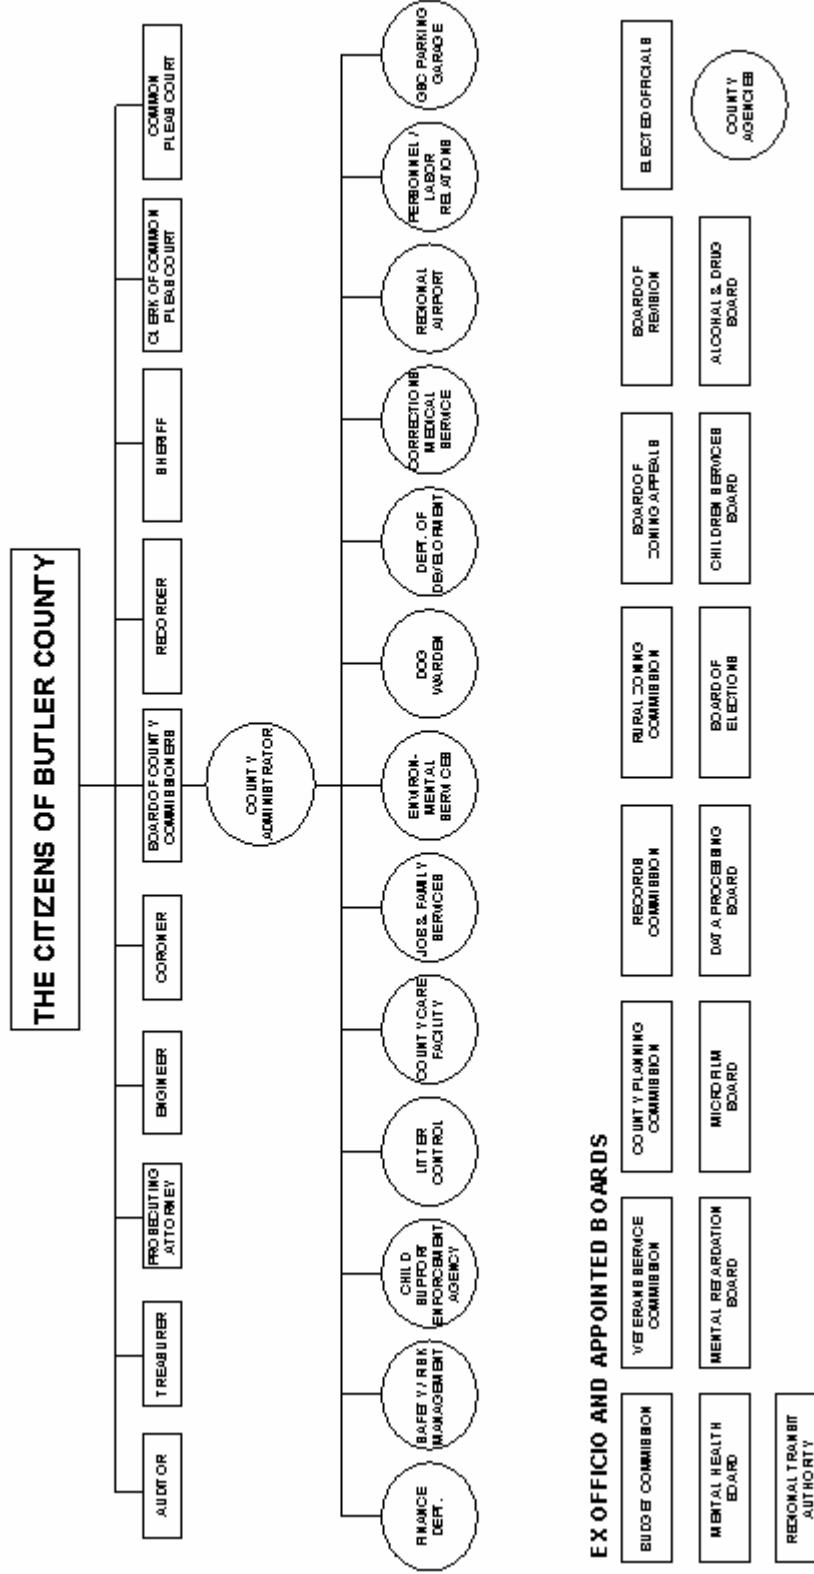 THE CITIZENS OF BUTLER COUNTY
AUDITOR
TREASURER
PROSECUTING
ATTORNEY
ENGINEER
CORONER
BOARD OF COUNTY
COMMISSIONERS
RECORDER
SHERIFF
CLERK OF COMMON
PLEAS COURT
COMMON
PLEAS COURT
COUNTY
ADMINISTRATOR
FINANCE
DEPT.
SAFETY / RISK
MANAGEMENT
CHILD
SUPPORT
ENFORCEMENT
AGENCY
LITTER
CONTROL
COUNTY CARE
FACILITY
JOB & FAMILY
SERVICES
ENVIRON-
MENTAL
SERVICES
DOG
WARDEN
DEPT. OF
DEVELOPMENT
CORRECTIONS
MEDICAL
SERVICE
REGIONAL
AIRPORT
PERSONNEL /
LABOR
RELATIONS
GSC PARKING
GARAGE
EX OFFICIO AND APPOINTED BOARDS
BUDGET COMMISSION
VETERANS SERVICE
COMMISSION
COUNTY PLANNING
COMMISSION
RECORDS
COMMISSION
RURAL ZONING
COMMISSION
BOARD OF
ZONING APPEALS
BOARD OF
REVISION
ELECTED OFFICIALS
MENTAL HEALTH
BOARD
MENTAL RETARDATION
BOARD
MICROFILM
BOARD
DATA PROCESSING
BOARD
BOARD OF
ELECTIONS
CHILDREN SERVICES
BOARD
ALCOHAL & DRUG
BOARD
COUNTY
AGENCIES
REGIONAL TRANSIT
AUTHORTY